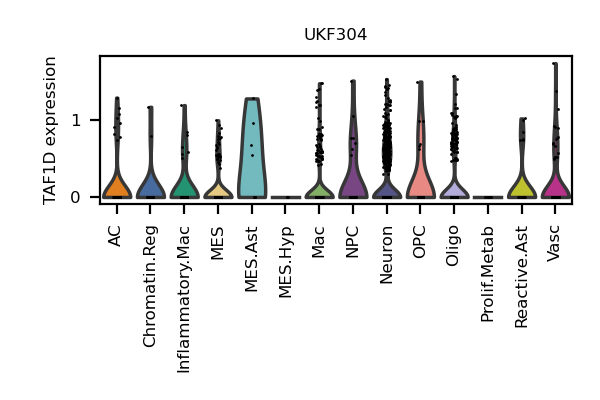 UKF304
TAF1D expression
1
0
AC
Chromatin.Reg
Inflammatory.Mac
MES
MES.Ast
MES.Hyp
Mac
NPC
Neuron
OPC
Oligo
Prolif.Metab
Reactive.Ast
Vasc